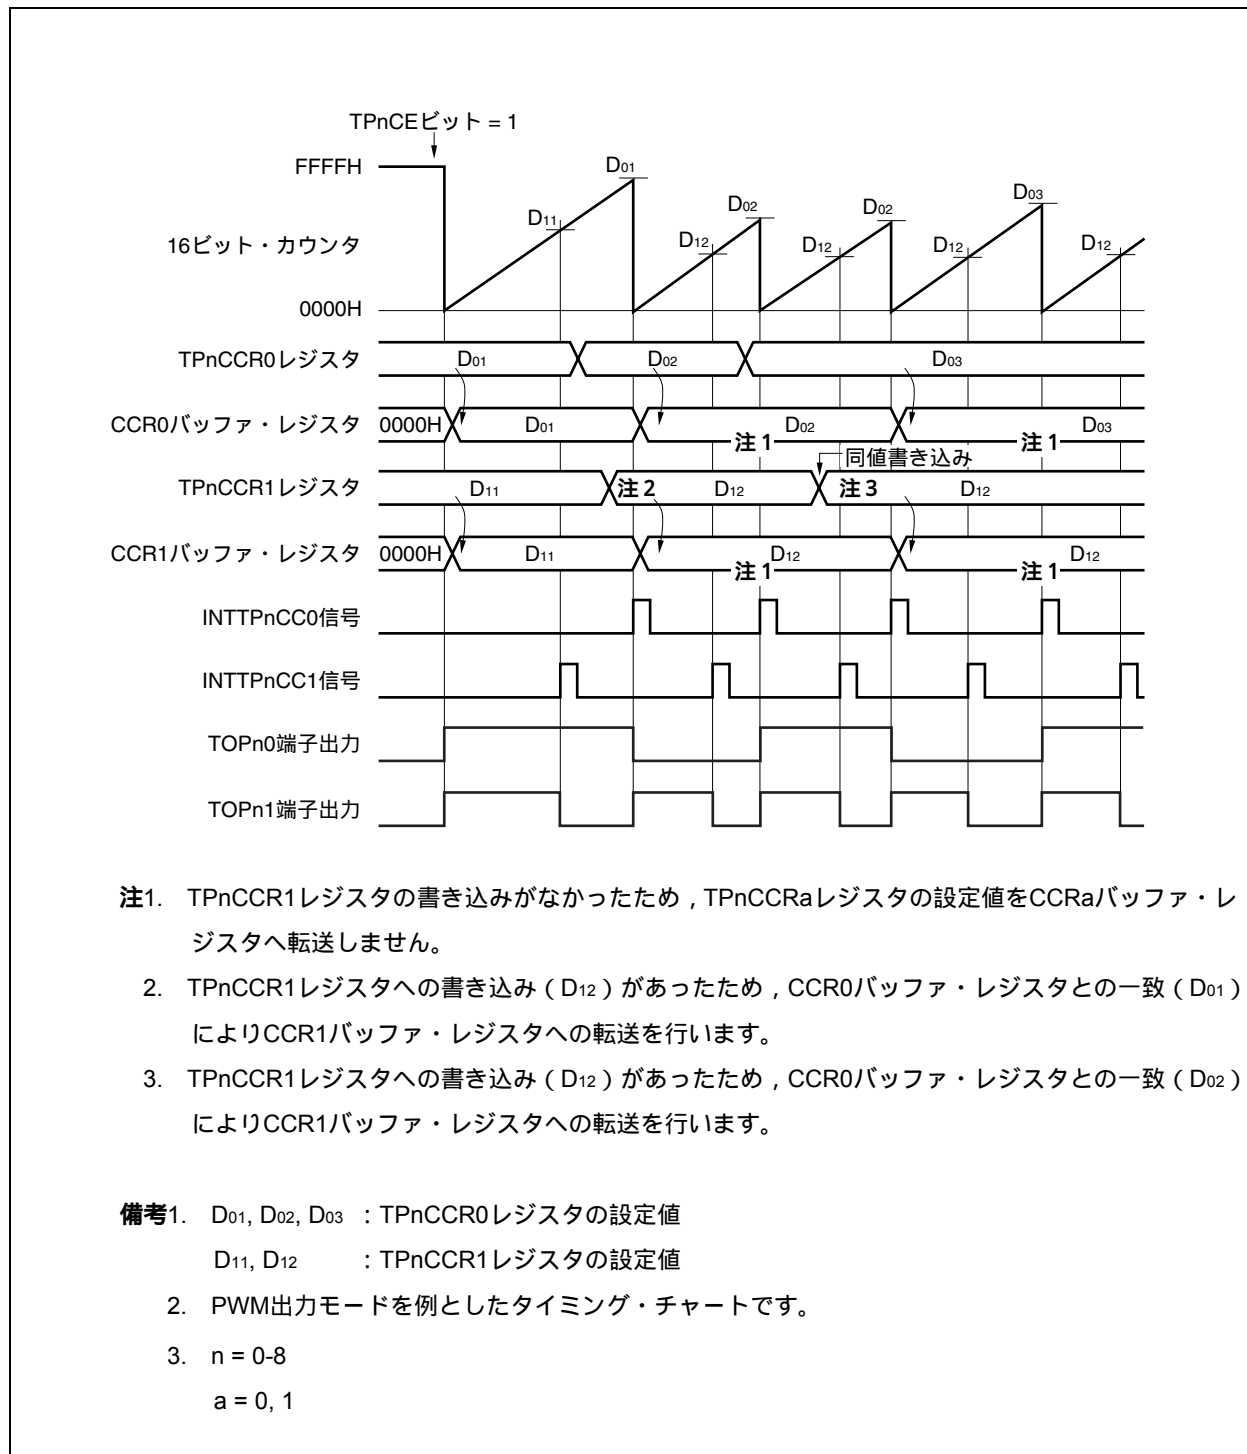 TPnCEビット = 1
FFFFH
D01
D11
D02
D02
D03
16ビット・カウンタ
D12
D12
D12
D12
0000H
TPnCCR0レジスタ
D01
D02
D03
CCR0バッファ・レジスタ
0000H
D01
D02
D03
注1
注1
同値書き込み
TPnCCR1レジスタ
D11
注2
D12
注3
D12
CCR1バッファ・レジスタ
0000H
D11
D12
D12
注1
注1
INTTPnCC0信号
INTTPnCC1信号
TOPn0端子出力
TOPn1端子出力
注1. TPnCCR1レジスタの書き込みがなかったため，TPnCCRaレジスタの設定値をCCRaバッファ・レ
ジスタへ転送しません。
2. TPnCCR1レジスタへの書き込み（D12）があったため，CCR0バッファ・レジスタとの一致（D01）
によりCCR1バッファ・レジスタへの転送を行います。
3. TPnCCR1レジスタへの書き込み（D12）があったため，CCR0バッファ・レジスタとの一致（D02）
によりCCR1バッファ・レジスタへの転送を行います。
備考1. D01, D02, D03 ：TPnCCR0レジスタの設定値
D11, D12 ：TPnCCR1レジスタの設定値
2. PWM出力モードを例としたタイミング・チャートです。
3. n = 0-8
a = 0, 1